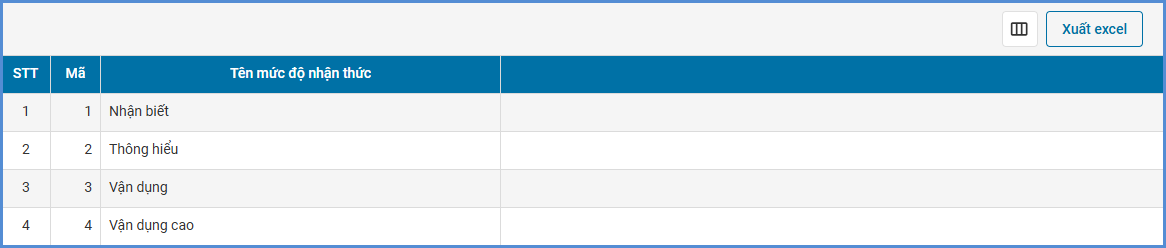 Xuất excel
STT Mã Tên mức độ nhận thức
1 1 Nhận biết
2 2 Thông hiểu
3 3 Vận dụng
4 4 Vận dụng cao